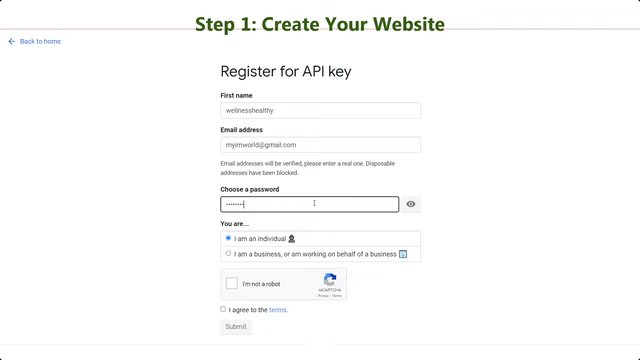 Step 1: Create Your Website
Back to home
Register for API key
First name
wellnesshealthy
Email address
myimworld@gmail.com
Email addresses will be verified, please enter a real one. Disposable
addresses have been blocked.
Choose a password
••••••••
You are...
I am an individual
I am a business, or am working on behalf of a business
I'm not a robot
reCAPTCHA
Privacy - Terms
I agree to the terms.
Submit